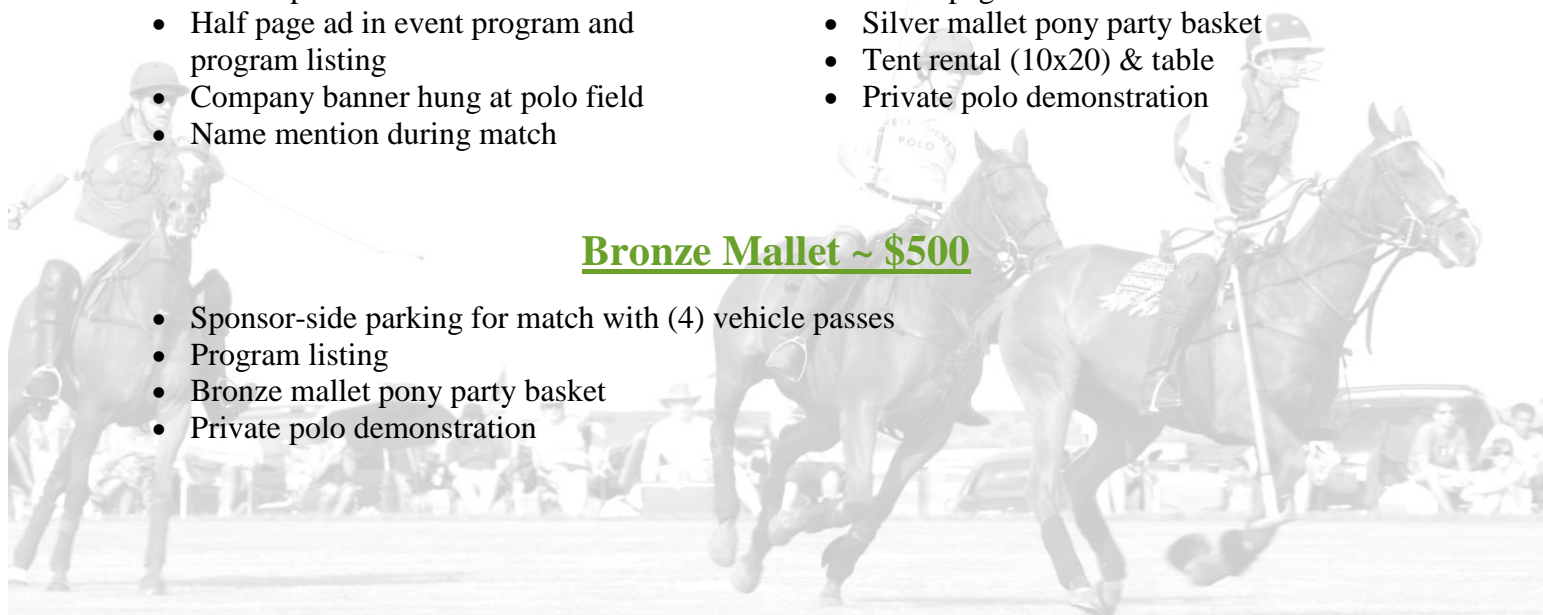 • Half page ad in event program and
program listing
• Company banner hung at polo field
• Name mention during match
• Silver mallet pony party basket
• Tent rental (10x20) & table
• Private polo demonstration
Bronze Mallet ~ $500
• Sponsor-side parking for match with (4) vehicle passes
• Program listing
• Bronze mallet pony party basket
• Private polo demonstration
POLO
2